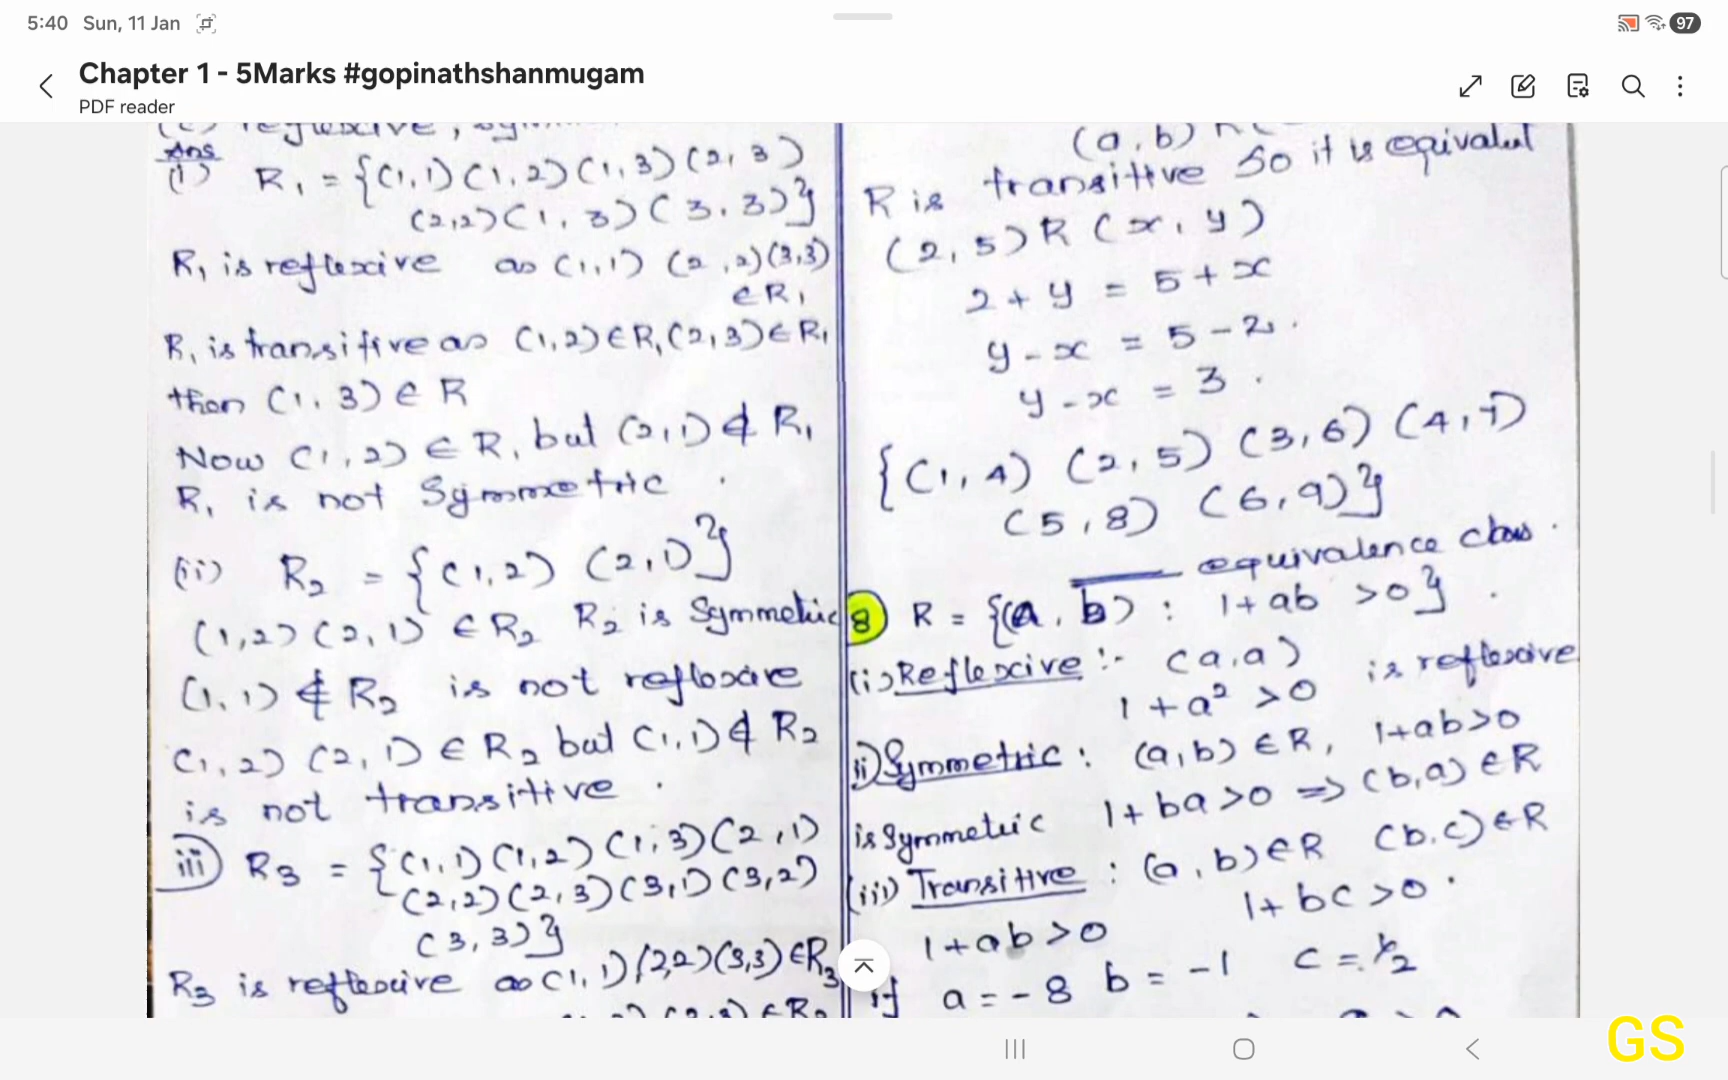 5:40 Sun, 11 Jan
97
Chapter 1 - 5Marks #gopinathshanmugam
PDF reader
Ans
(i) R₁ = {(1,1) (1,2) (1,3) (2,3)
(2,2) (1,3) (3,3)}
R₁ is reflexive as (1,1) (2,2) (3,3)
∈ R₁
R₁ is transitive as (1,2) ∈ R, (2,3) ∈ R₁
then (1,3) ∈ R
Now (1,2) ∈ R, but (2,1) ∉ R₁
R₁ is not Symmetric.
(ii) R₂ = {(1,2) (2,1)}
(1,2) (2,1) ∈ R₂ R₂ is Symmetric
(1,1) ∉ R₂ is not reflexive
(1,2) (2,1) ∈ R₂ but (1,1) ∉ R₂
is not transitive.
iii) R₃ = {(1,1) (1,2) (1,3) (2,1)
(2,2) (2,3) (3,1) (3,2)
(3,3)}
R₃ is reflexive as (1,1) (2,2) (3,3) ∈ R₃
(a,b) R
R is transitive So it is eqivalent
(2,5) R (x,y)
2 + y = 5 + x
y - x = 5 - 2.
y - x = 3.
{(1,4) (2,5) (3,6) (4,7)
(5,8) (6,9)}
equivalence class.
8) R = {(a,b) : 1+ab >0}.
(i) Reflexive :- (a,a)
1 + a² > 0 is reflexive
ii) Symmetric : (a,b) ∈ R, 1+ab>0
1 + ba > 0 => (b,a) ∈ R
is Symmetric
(iii) Transitive : (a,b) ∈ R (b,c) ∈ R
1+ab>0 1+bc>0.
if a = -8 b = -1 c = 1/2
GS